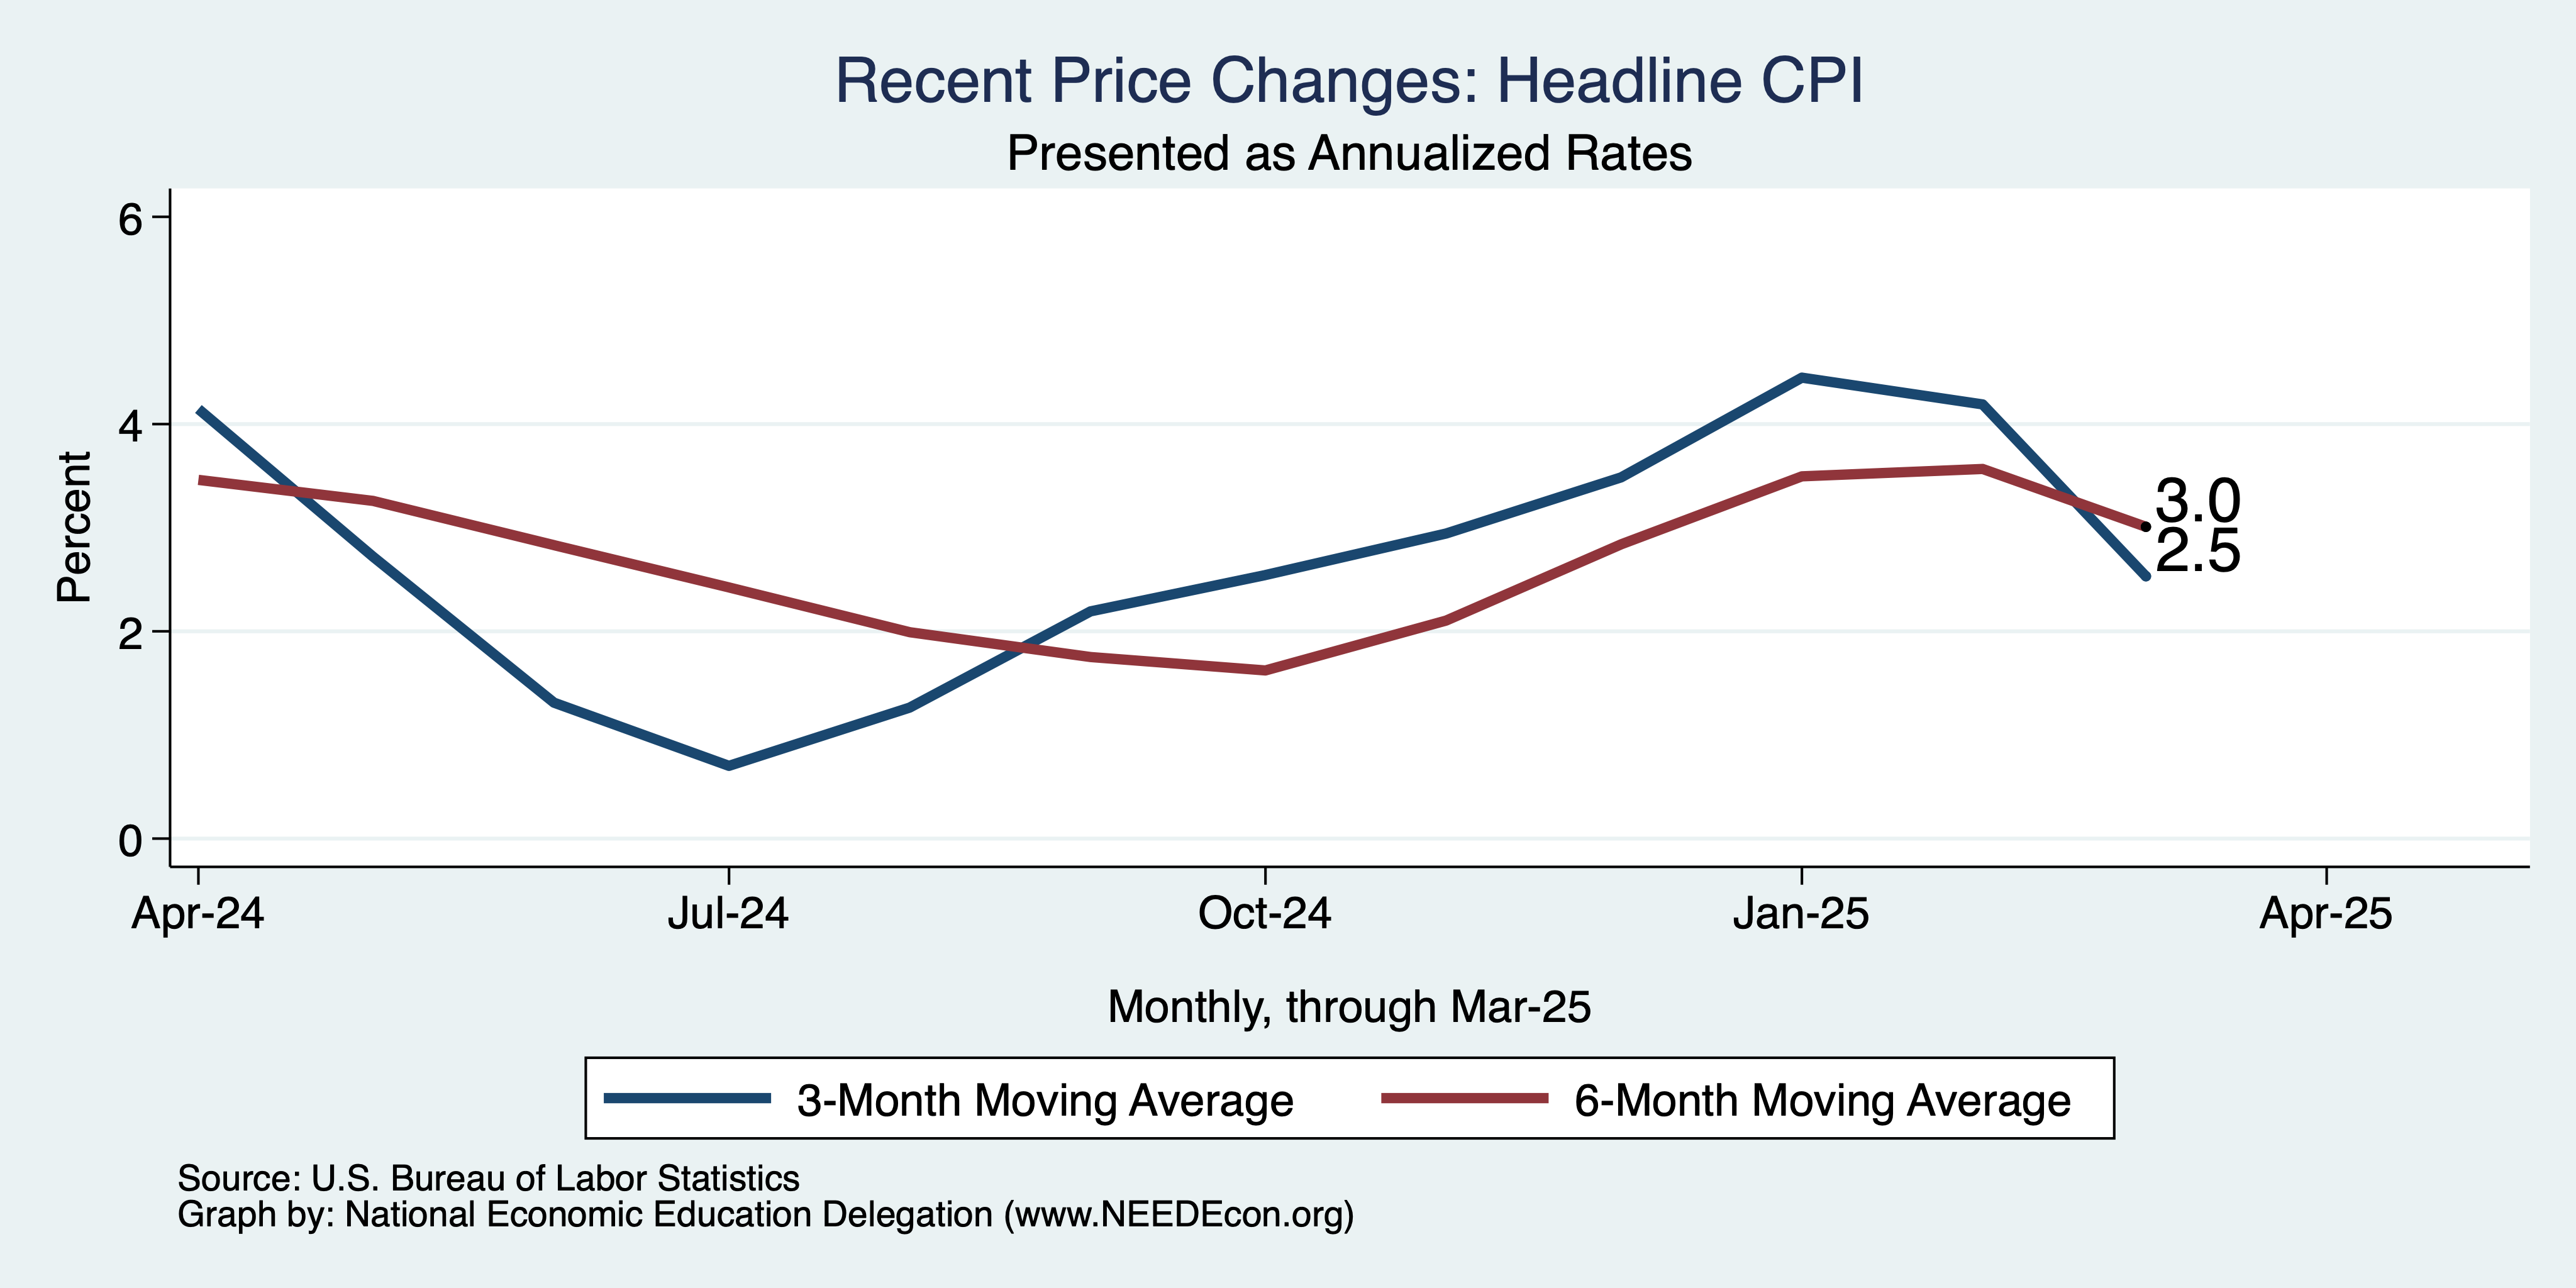 Recent Price Changes: Headline CPI
Presented as Annualized Rates
Percent
6
4
2
0
3.0
2.5
Apr-24 Jul-24 Oct-24 Jan-25 Apr-25
Monthly, through Mar-25
3-Month Moving Average 6-Month Moving Average
Source: U.S. Bureau of Labor Statistics
Graph by: National Economic Education Delegation (www.NEEDEcon.org)